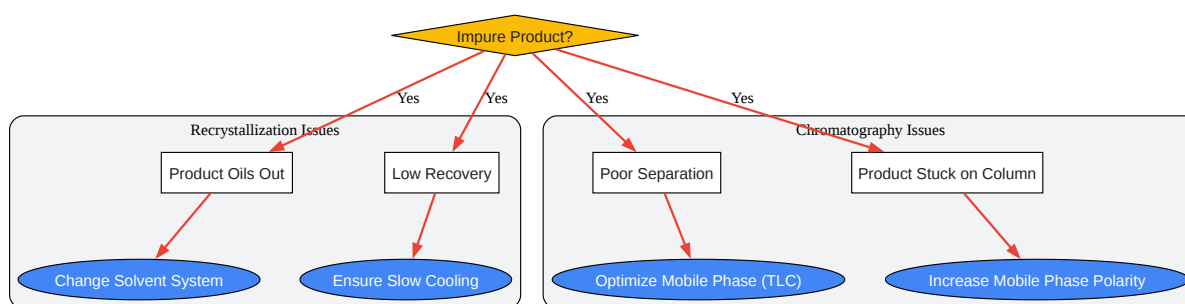 Impure Product?
Yes
Yes
Yes
Yes
Recrystallization Issues
Chromatography Issues
Product Oils Out
Low Recovery
Poor Separation
Product Stuck on Column
Change Solvent System
Ensure Slow Cooling
Optimize Mobile Phase (TLC)
Increase Mobile Phase Polarity